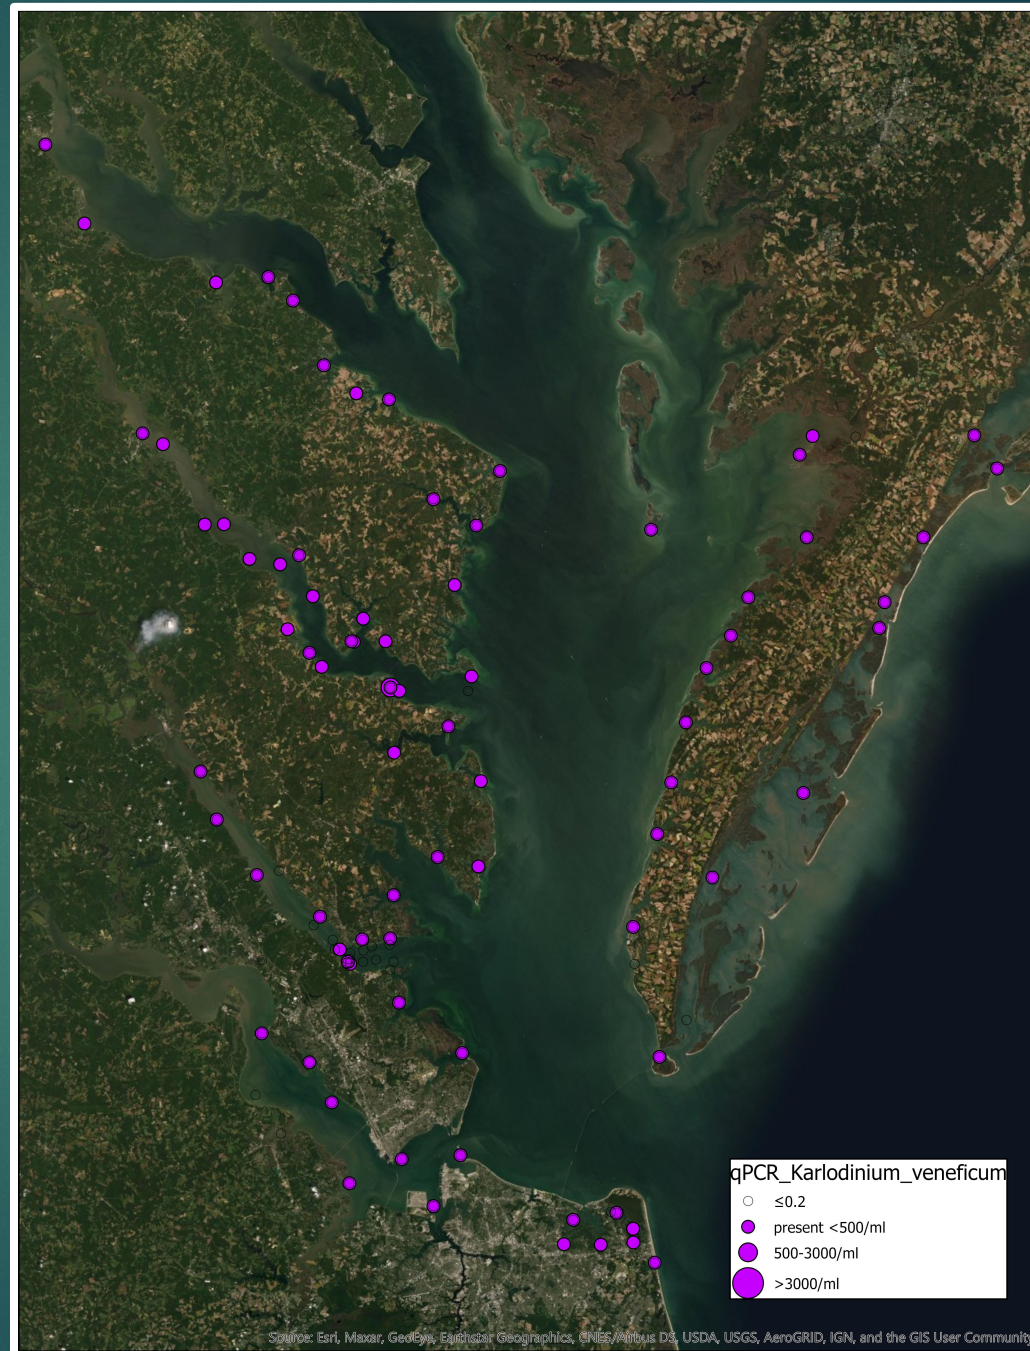 qPCR_Karlodinium_veneficum
≤0.2
present <500/ml
500-3000/ml
>3000/ml
Source: Esri, Maxar, GeoEye, Earthstar Geographics, CNES/Airbus DS, USDA, USGS, AeroGRID, IGN, and the GIS User Community